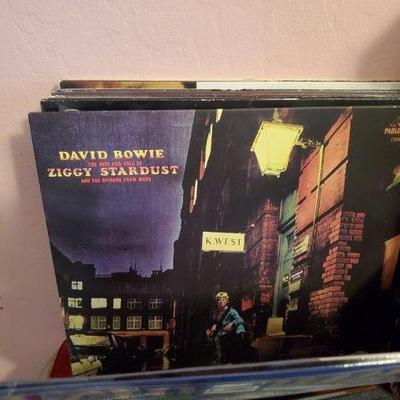 DAVID BOWIE
THE RISE AND FALL OF
ZIGGY STARDUST
AND THE SPIDERS FROM MARS
K.WEST